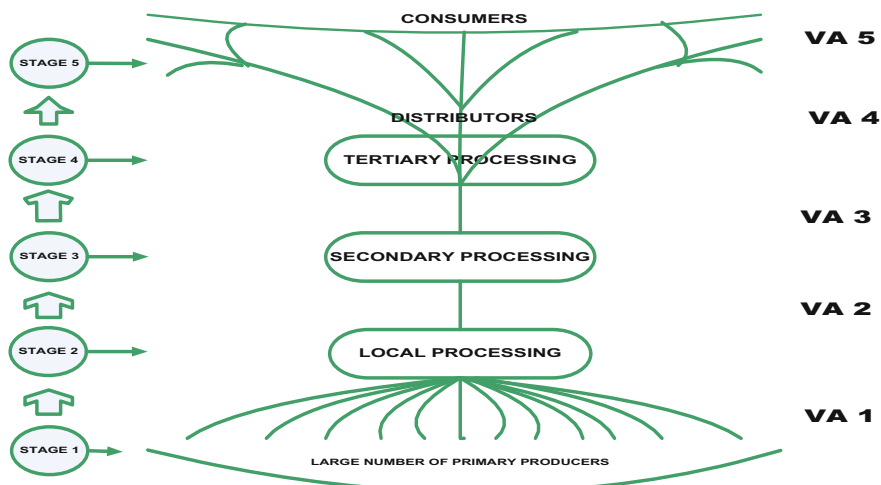 CONSUMERS
VA 5
STAGE 5
DISTRIBUTORS
VA 4
STAGE 4
TERTIARY PROCESSING
VA 3
STAGE 3
SECONDARY PROCESSING
VA 2
STAGE 2
LOCAL PROCESSING
VA 1
STAGE 1
LARGE NUMBER OF PRIMARY PRODUCERS